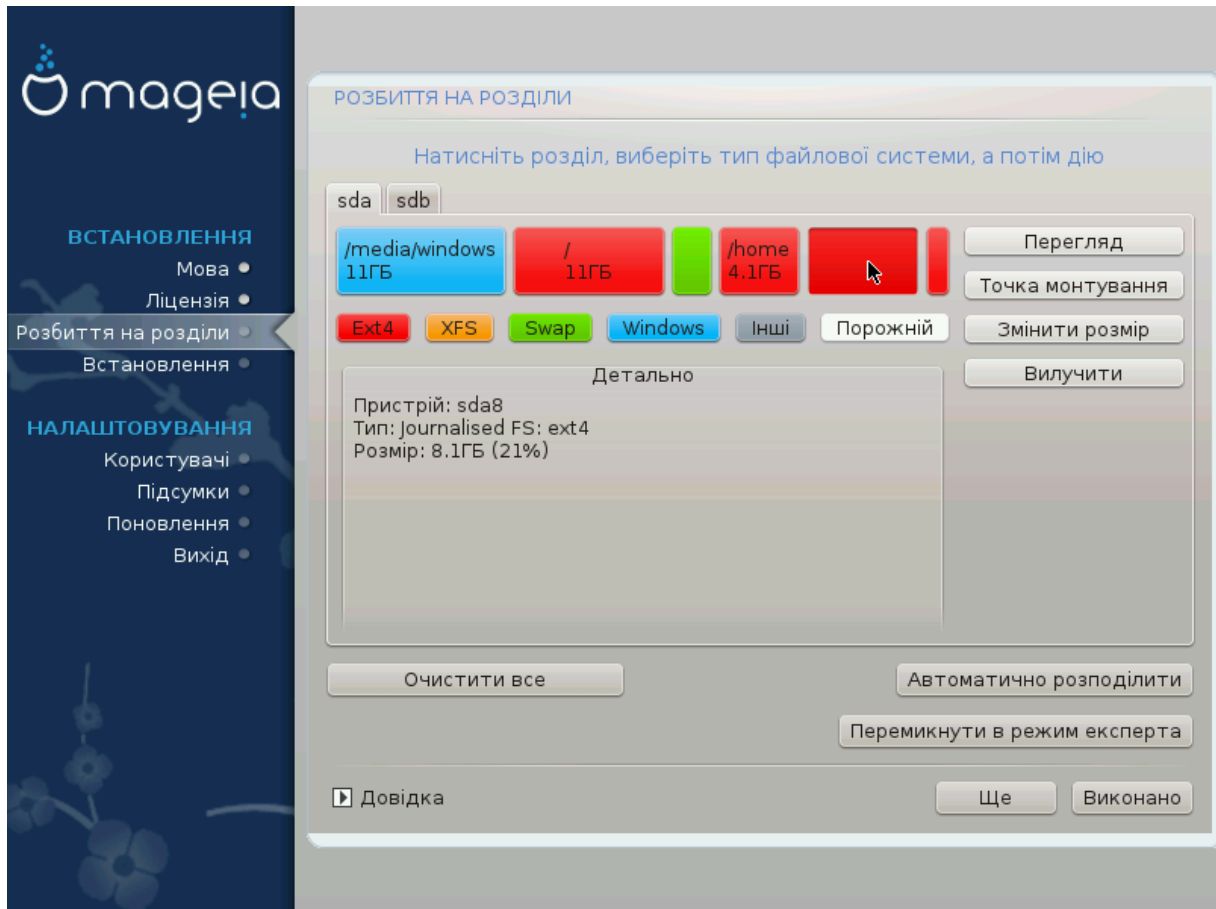 mageia
ВСТАНОВЛЕННЯ
Мова
Ліцензія
Розбиття на розділи
Встановлення
НАЛАШТОВУВАННЯ
Користувачі
Підсумки
Поновлення
Вихід
РОЗБИТТЯ НА РОЗДІЛИ
Натисніть розділ, виберіть тип файлової системи, а потім дію
sda sdb
/media/windows
11ГБ
/
11ГБ
/home
4.1ГБ
Ext4 XFS Swap Windows Інші Порожній
Перегляд
Точка монтування
Змінити розмір
Вилучити
Детально
Пристрій: sda8
Тип: Journalised FS: ext4
Розмір: 8.1ГБ (21%)
Очистити все
Автоматично розподілити
Перемикнути в режим експерта
Довідка
Ще
Виконано